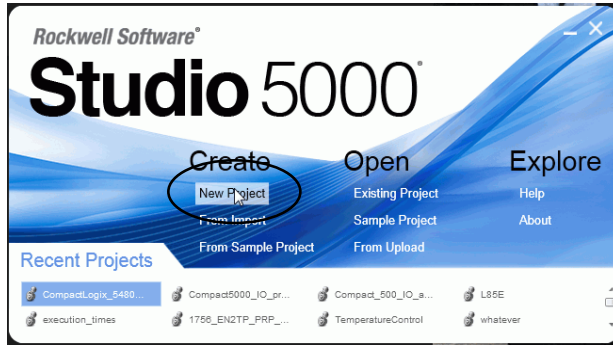 Rockwell Software®
Studio 5000®
Create Open Explore
New Project Existing Project Help
From Import Sample Project About
From Sample Project From Upload
Recent Projects
CompactLogix_5480... Compact5000_IO_pr... Compact_500_IO_a... L85E
execution_times 1756_EN2TP_PRP_... TemperatureControl whatever